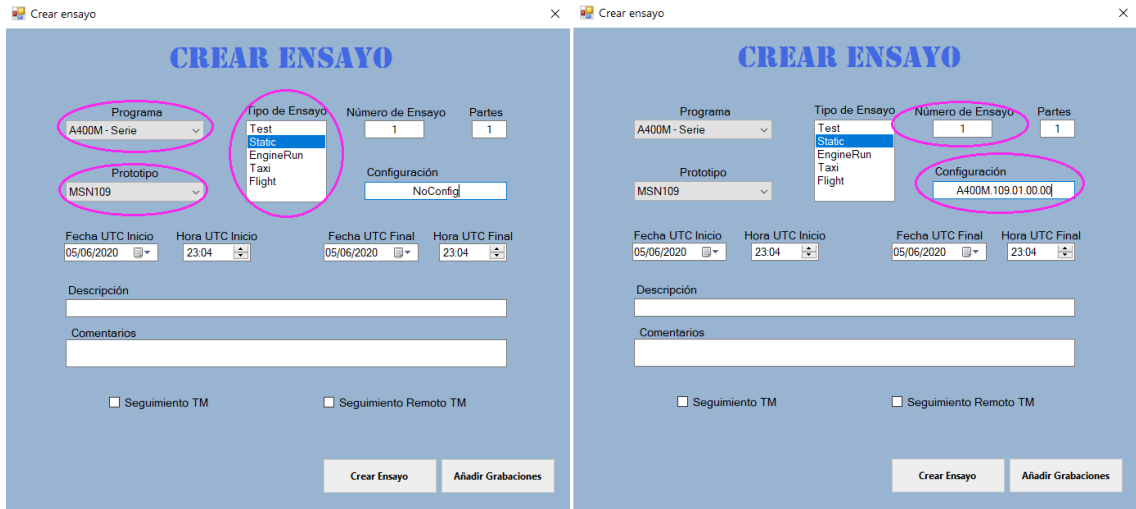 Crear ensayo
CREAR ENSAYO
Programa
A400M - Serie
Tipo de Ensayo
Test
Static
EngineRun
Taxi
Flight
Número de Ensayo
1
Partes
1
Prototipo
MSN109
Configuración
NoConfig
Fecha UTC Inicio
05/06/2020
Hora UTC Inicio
23:04
Fecha UTC Final
05/06/2020
Hora UTC Final
23:04
Descripción
Comentarios
Seguimiento TM
Seguimiento Remoto TM
Crear Ensayo
Añadir Grabaciones
Crear ensayo
CREAR ENSAYO
Programa
A400M - Serie
Tipo de Ensayo
Test
Static
EngineRun
Taxi
Flight
Número de Ensayo
1
Partes
1
Prototipo
MSN109
Configuración
A400M.109.01.00.00
Fecha UTC Inicio
05/06/2020
Hora UTC Inicio
23:04
Fecha UTC Final
05/06/2020
Hora UTC Final
23:04
Descripción
Comentarios
Seguimiento TM
Seguimiento Remoto TM
Crear Ensayo
Añadir Grabaciones